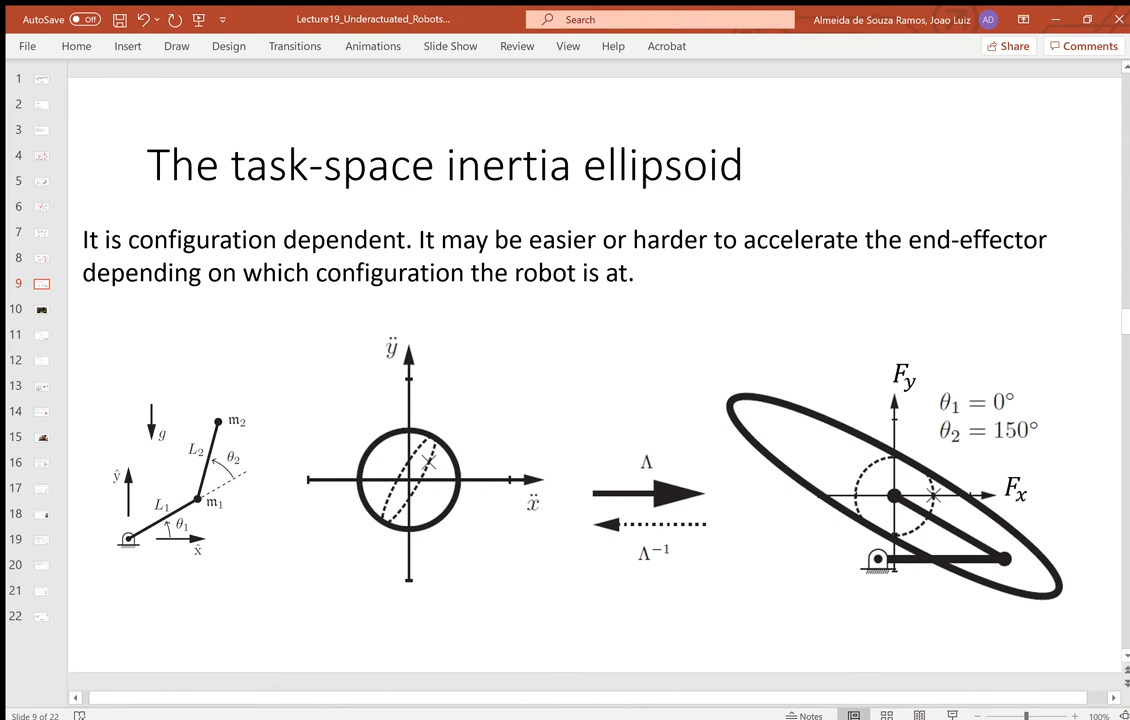 AutoSave Off Lecture19_Underactuated_Robots... Search Almeida de Souza Ramos, Joao Luiz AD
File Home Insert Draw Design Transitions Animations Slide Show Review View Help Acrobat Share Comments
1
2
3
4
5
6
7
8
9
10
11
12
13
14
15
16
17
18
19
20
21
22
The task-space inertia ellipsoid
It is configuration dependent. It may be easier or harder to accelerate the end-effector
depending on which configuration the robot is at.
g
ŷ
x̂
L₁
θ₁
m₁
L₂
θ₂
m₂
ÿ
ẍ
Λ
Λ⁻¹
F_y
F_x
θ₁ = 0°
θ₂ = 150°
Slide 9 of 22 Notes 100%